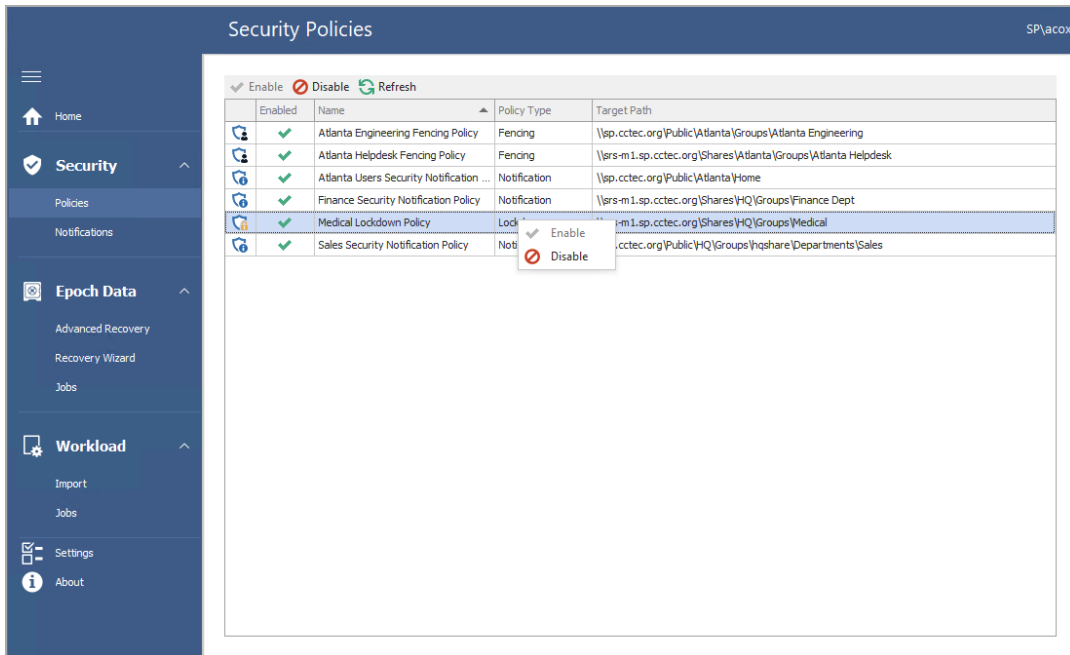 Security Policies
SP\acox
Home
Security
Policies
Notifications
Epoch Data
Advanced Recovery
Recovery Wizard
Jobs
Workload
Import
Jobs
Settings
About
Enable Disable Refresh
Enabled Name Policy Type Target Path
Atlanta Engineering Fencing Policy Fencing \\sp.cctec.org\Public\Atlanta\Groups\Atlanta Engineering
Atlanta Helpdesk Fencing Policy Fencing \\srs-m1.sp.cctec.org\Shares\Atlanta\Groups\Atlanta Helpdesk
Atlanta Users Security Notification ... Notification \\sp.cctec.org\Public\Atlanta\Home
Finance Security Notification Policy Notification \\srs-m1.sp.cctec.org\Shares\HQ\Groups\Finance Dept
Medical Lockdown Policy s-m1.sp.cctec.org\Shares\HQ\Groups\Medical
Sales Security Notification Policy .cctec.org\Public\HQ\Groups\hqshare\Departments\Sales
Enable
Disable